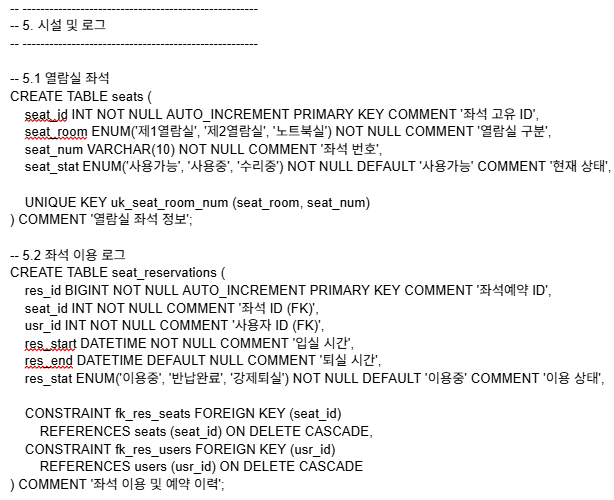 -- -----------------------------------------------------
-- 5. 시설 및 로그
-- -----------------------------------------------------
-- 5.1 열람실 좌석
CREATE TABLE seats (
seat_id INT NOT NULL AUTO_INCREMENT PRIMARY KEY COMMENT '좌석 고유 ID',
seat_room ENUM('제1열람실', '제2열람실', '노트북실') NOT NULL COMMENT '열람실 구분',
seat_num VARCHAR(10) NOT NULL COMMENT '좌석 번호',
seat_stat ENUM('사용가능', '사용중', '수리중') NOT NULL DEFAULT '사용가능' COMMENT '현재 상태',
UNIQUE KEY uk_seat_room_num (seat_room, seat_num)
) COMMENT '열람실 좌석 정보';
-- 5.2 좌석 이용 로그
CREATE TABLE seat_reservations (
res_id BIGINT NOT NULL AUTO_INCREMENT PRIMARY KEY COMMENT '좌석예약 ID',
seat_id INT NOT NULL COMMENT '좌석 ID (FK)',
usr_id INT NOT NULL COMMENT '사용자 ID (FK)',
res_start DATETIME NOT NULL COMMENT '입실 시간',
res_end DATETIME DEFAULT NULL COMMENT '퇴실 시간',
res_stat ENUM('이용중', '반납완료', '강제퇴실') NOT NULL DEFAULT '이용중' COMMENT '이용 상태',
CONSTRAINT fk_res_seats FOREIGN KEY (seat_id)
REFERENCES seats (seat_id) ON DELETE CASCADE,
CONSTRAINT fk_res_users FOREIGN KEY (usr_id)
REFERENCES users (usr_id) ON DELETE CASCADE
) COMMENT '좌석 이용 및 예약 이력';